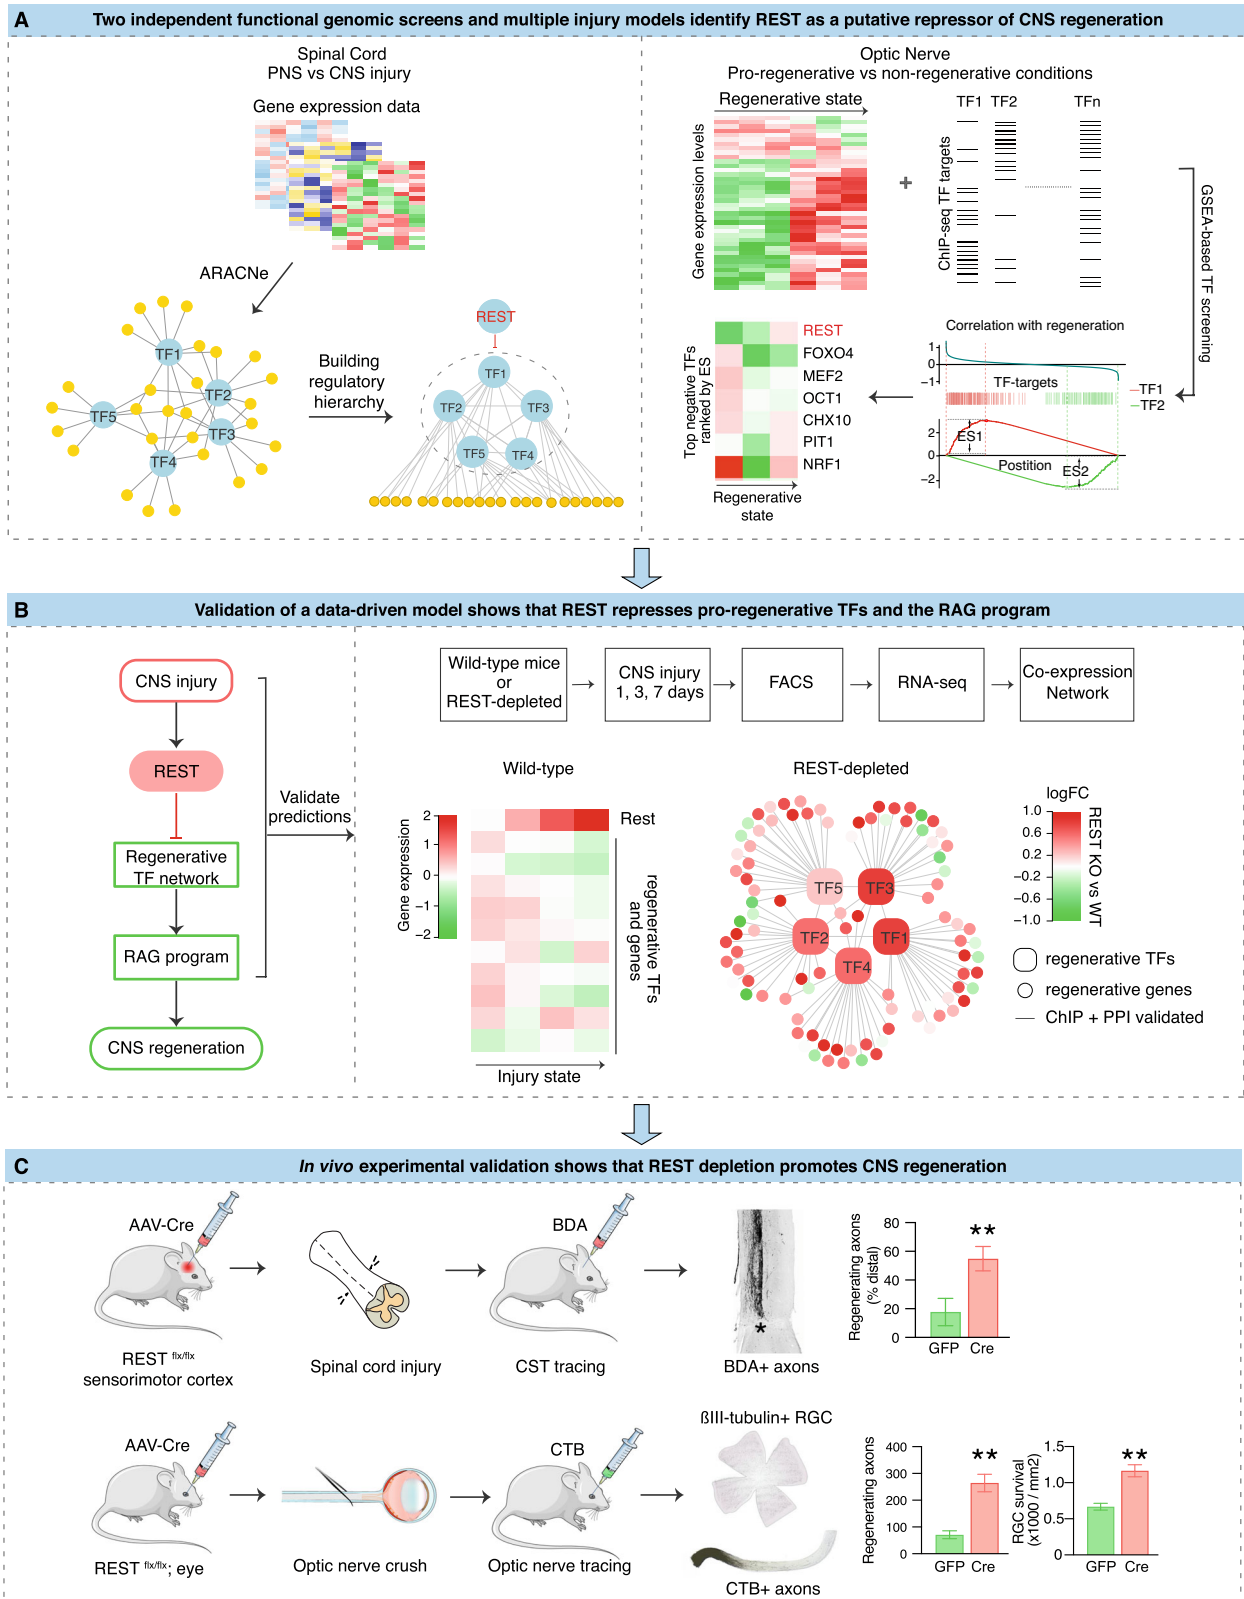 A Two independent functional genomic screens and multiple injury models identify REST as a putative repressor of CNS regeneration
Spinal Cord
PNS vs CNS injury
Gene expression data
ARACNe
TF1
TF2
TF5
TF3
TF4
Building
regulatory
hierarchy
REST
TF1
TF2
TF3
TF5
TF4
Optic Nerve
Pro-regenerative vs non-regenerative conditions
Regenerative state
Gene expression levels
+
TF1 TF2 TFn
ChIP-seq TF targets
GSEA-based TF screening
Correlation with regeneration
1
0
−1
TF-targets
TF1
TF2
2
0
−2
ES1
Postition
ES2
Top negative TFs
ranked by ES
REST
FOXO4
MEF2
OCT1
CHX10
PIT1
NRF1
Regenerative
state
B Validation of a data-driven model shows that REST represses pro-regenerative TFs and the RAG program
CNS injury
REST
Regenerative
TF network
RAG program
CNS regeneration
Validate
predictions
Wild-type mice
or
REST-depleted
CNS injury
1, 3, 7 days
FACS
RNA-seq
Co-expression
Network
Wild-type
Gene expression
2
1
0
−1
−2
Rest
regenerative TFs
and genes
Injury state
REST-depleted
TF5
TF3
TF2
TF1
TF4
logFC
1.0
0.6
0.2
−0.2
−0.6
−1.0
REST KO vs WT
regenerative TFs
regenerative genes
ChIP + PPI validated
C In vivo experimental validation shows that REST depletion promotes CNS regeneration
AAV-Cre
REST flx/flx
sensorimotor cortex
Spinal cord injury
BDA
CST tracing
*
BDA+ axons
Regenerating axons
(% distal)
80
60
40
20
0
**
GFP Cre
AAV-Cre
REST flx/flx; eye
Optic nerve crush
CTB
Optic nerve tracing
ßIII-tubulin+ RGC
CTB+ axons
Regenerating axons
400
300
200
100
0
**
GFP Cre
RGC survival
(x1000 / mm2)
1.5
1.0
0.5
0
**
GFP Cre